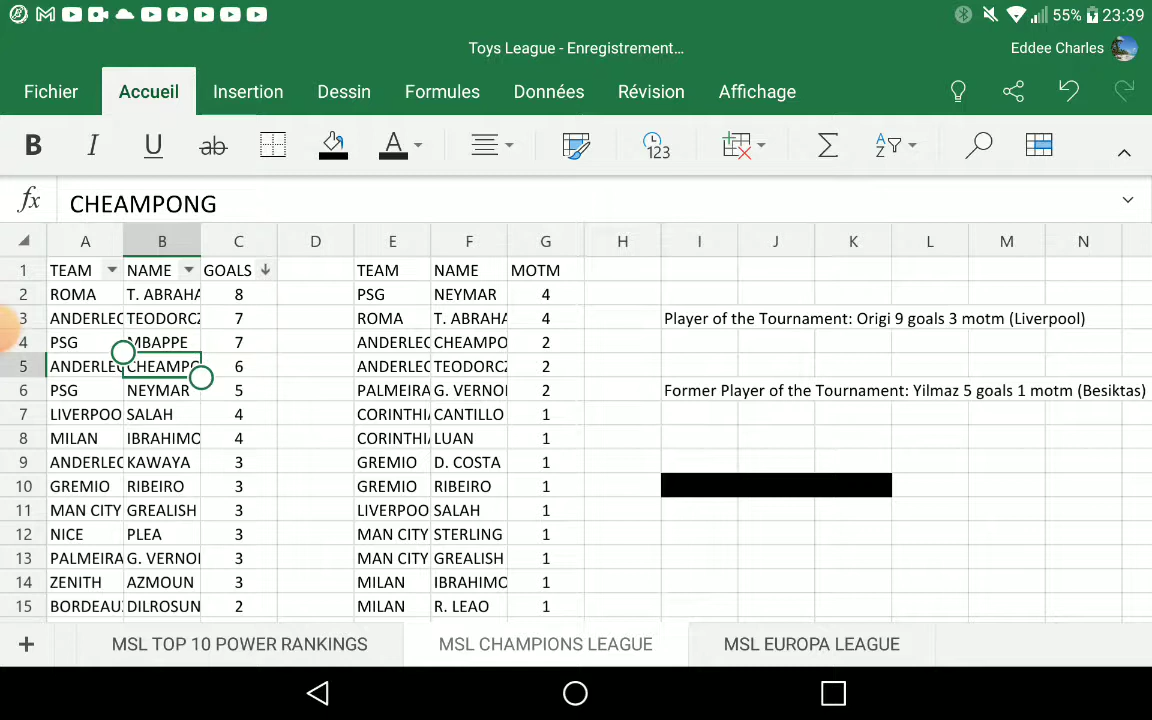 55% 23:39
Toys League - Enregistrement... Eddee Charles
Fichier Accueil Insertion Dessin Formules Données Révision Affichage
B I U ab A 123 Σ A Z
fx CHEAMPONG
A B C D E F G H I J K L M N
1 TEAM NAME GOALS TEAM NAME MOTM
2 ROMA T. ABRAHA 8 PSG NEYMAR 4
3 ANDERLEC TEODORCZ 7 ROMA T. ABRAHA 4 Player of the Tournament: Origi 9 goals 3 motm (Liverpool)
4 PSG MBAPPE 7 ANDERLEC CHEAMPO 2
5 ANDERLEC CHEAMPO 6 ANDERLEC TEODORCZ 2
6 PSG NEYMAR 5 PALMEIRA G. VERNO 2 Former Player of the Tournament: Yilmaz 5 goals 1 motm (Besiktas)
7 LIVERPOO SALAH 4 CORINTHI CANTILLO 1
8 MILAN IBRAHIMO 4 CORINTHI LUAN 1
9 ANDERLEC KAWAYA 3 GREMIO D. COSTA 1
10 GREMIO RIBEIRO 3 GREMIO RIBEIRO 1
11 MAN CITY GREALISH 3 LIVERPOO SALAH 1
12 NICE PLEA 3 MAN CITY STERLING 1
13 PALMEIRA G. VERNO 3 MAN CITY GREALISH 1
14 ZENITH AZMOUN 3 MILAN IBRAHIMO 1
15 BORDEAU DILROSUN 2 MILAN R. LEAO 1
+ MSL TOP 10 POWER RANKINGS MSL CHAMPIONS LEAGUE MSL EUROPA LEAGUE